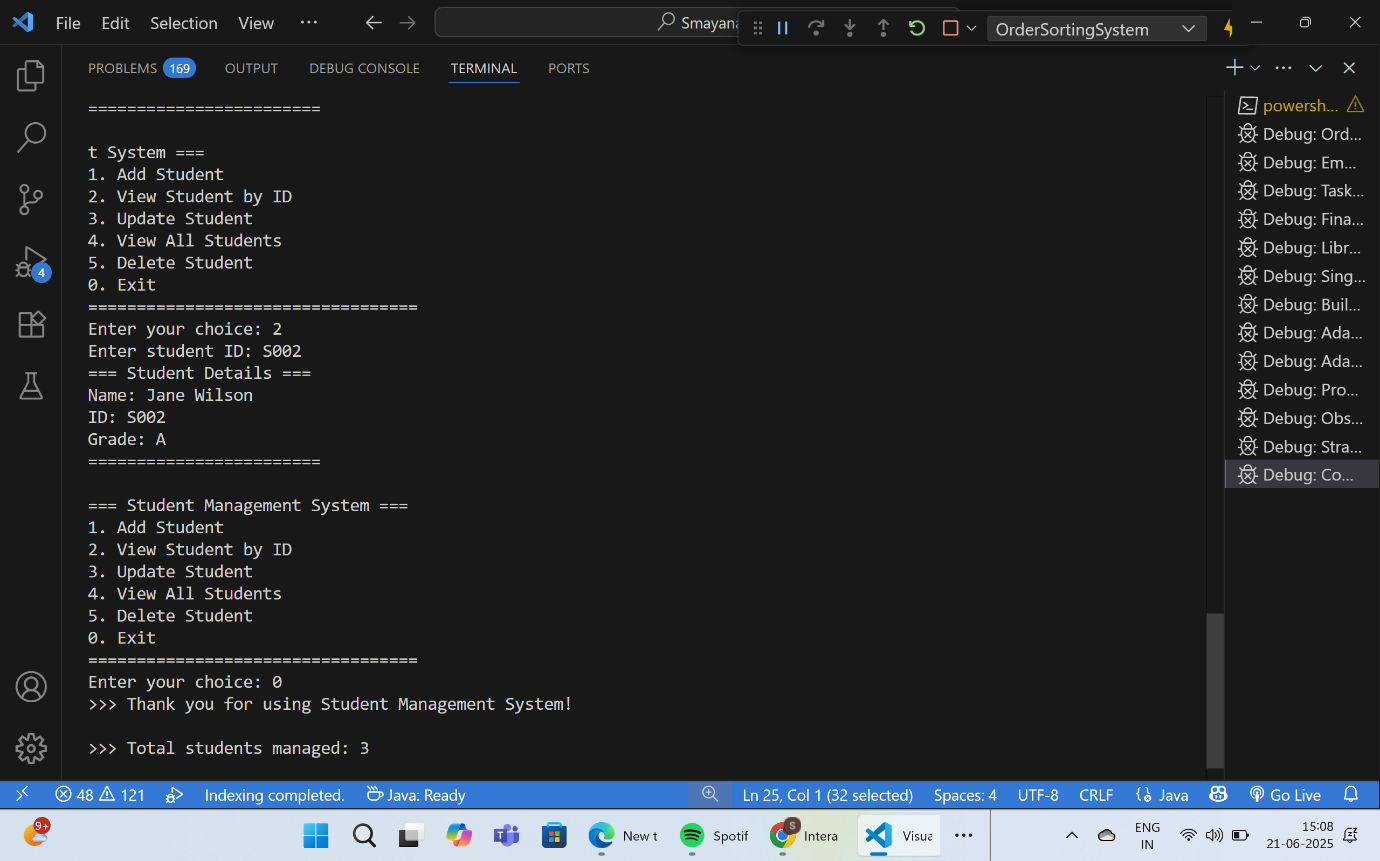 File Edit Selection View ... Smayana OrderSortingSystem
PROBLEMS 169 OUTPUT DEBUG CONSOLE TERMINAL PORTS
========================
t System ===
1. Add Student
2. View Student by ID
3. Update Student
4. View All Students
5. Delete Student
0. Exit
==================================
Enter your choice: 2
Enter student ID: S002
=== Student Details ===
Name: Jane Wilson
ID: S002
Grade: A
========================
=== Student Management System ===
1. Add Student
2. View Student by ID
3. Update Student
4. View All Students
5. Delete Student
0. Exit
==================================
Enter your choice: 0
>>> Thank you for using Student Management System!
>>> Total students managed: 3
powersh...
Debug: Ord...
Debug: Em...
Debug: Task...
Debug: Fina...
Debug: Libr...
Debug: Sing...
Debug: Buil...
Debug: Ada...
Debug: Ada...
Debug: Pro...
Debug: Obs...
Debug: Stra...
Debug: Co...
4
48 121 Indexing completed. Java: Ready Ln 25, Col 1 (32 selected) Spaces: 4 UTF-8 CRLF Java Go Live
9+ New t Spotif S Intera Visua ... ENG IN 15:08 21-06-2025